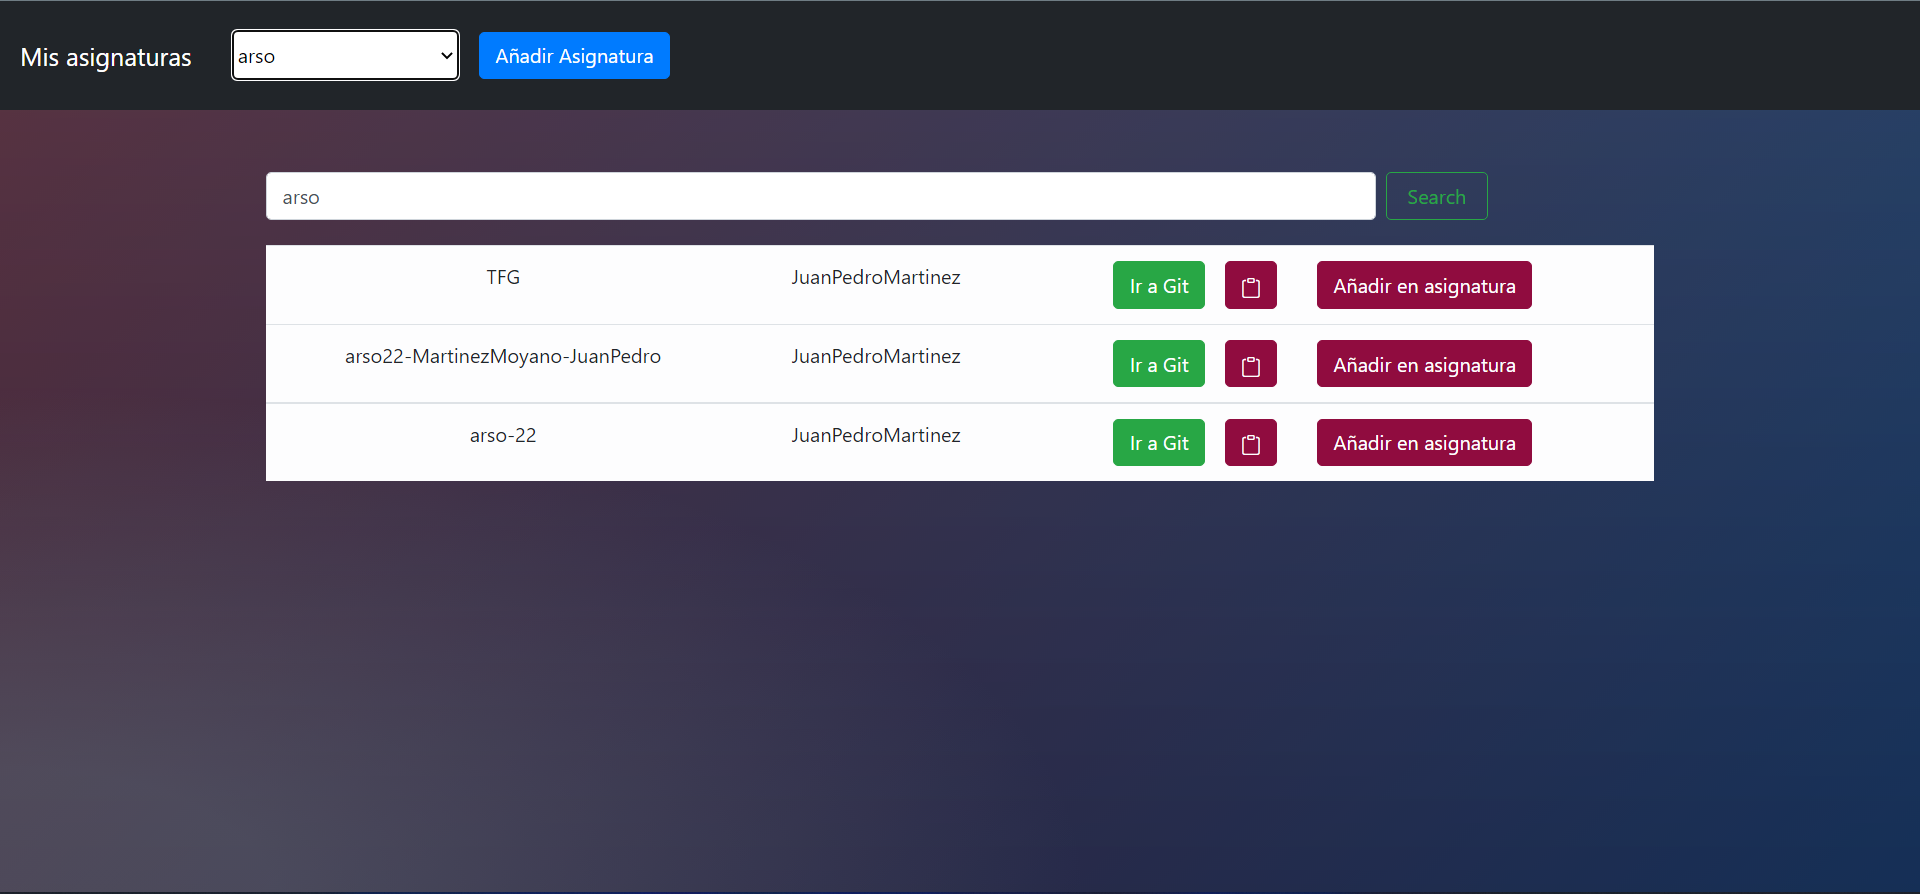 Mis asignaturas arso Añadir Asignatura
arso Search
TFG JuanPedroMartinez Ir a Git Añadir en asignatura
arso22-MartinezMoyano-JuanPedro JuanPedroMartinez Ir a Git Añadir en asignatura
arso-22 JuanPedroMartinez Ir a Git Añadir en asignatura